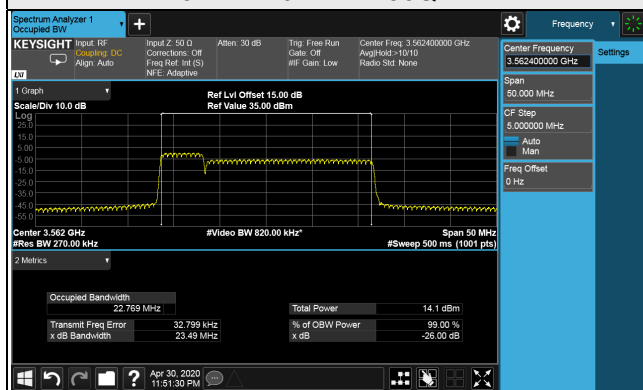 Spectrum Analyzer 1
Occupied BW
Frequency
KEYSIGHT
Input: RF
Coupling: DC
Align: Auto
Input Z: 50 Ω
Corrections: Off
Freq Ref: Int (S)
NFE: Adaptive
Atten: 30 dB
Trig: Free Run
Gate: Off
#IF Gain: Low
Center Freq: 3.562400000 GHz
Avg|Hold:>10/10
Radio Std: None
LXI
Center Frequency
3.562400000 GHz
Settings
Span
50.000 MHz
CF Step
5.000000 MHz
Auto
Man
Freq Offset
0 Hz
1 Graph
Scale/Div 10.0 dB
Ref Lvl Offset 15.00 dB
Ref Value 35.00 dBm
Log
25.0
15.0
5.00
-5.00
-15.0
-25.0
-35.0
-45.0
-55.0
Center 3.562 GHz
#Res BW 270.00 kHz
#Video BW 820.00 kHz*
Span 50 MHz
#Sweep 500 ms (1001 pts)
2 Metrics
Occupied Bandwidth
22.769 MHz
Total Power 14.1 dBm
Transmit Freq Error 32.799 kHz
% of OBW Power 99.00 %
x dB Bandwidth 23.49 MHz
x dB -26.00 dB
Apr 30, 2020
11:51:30 PM